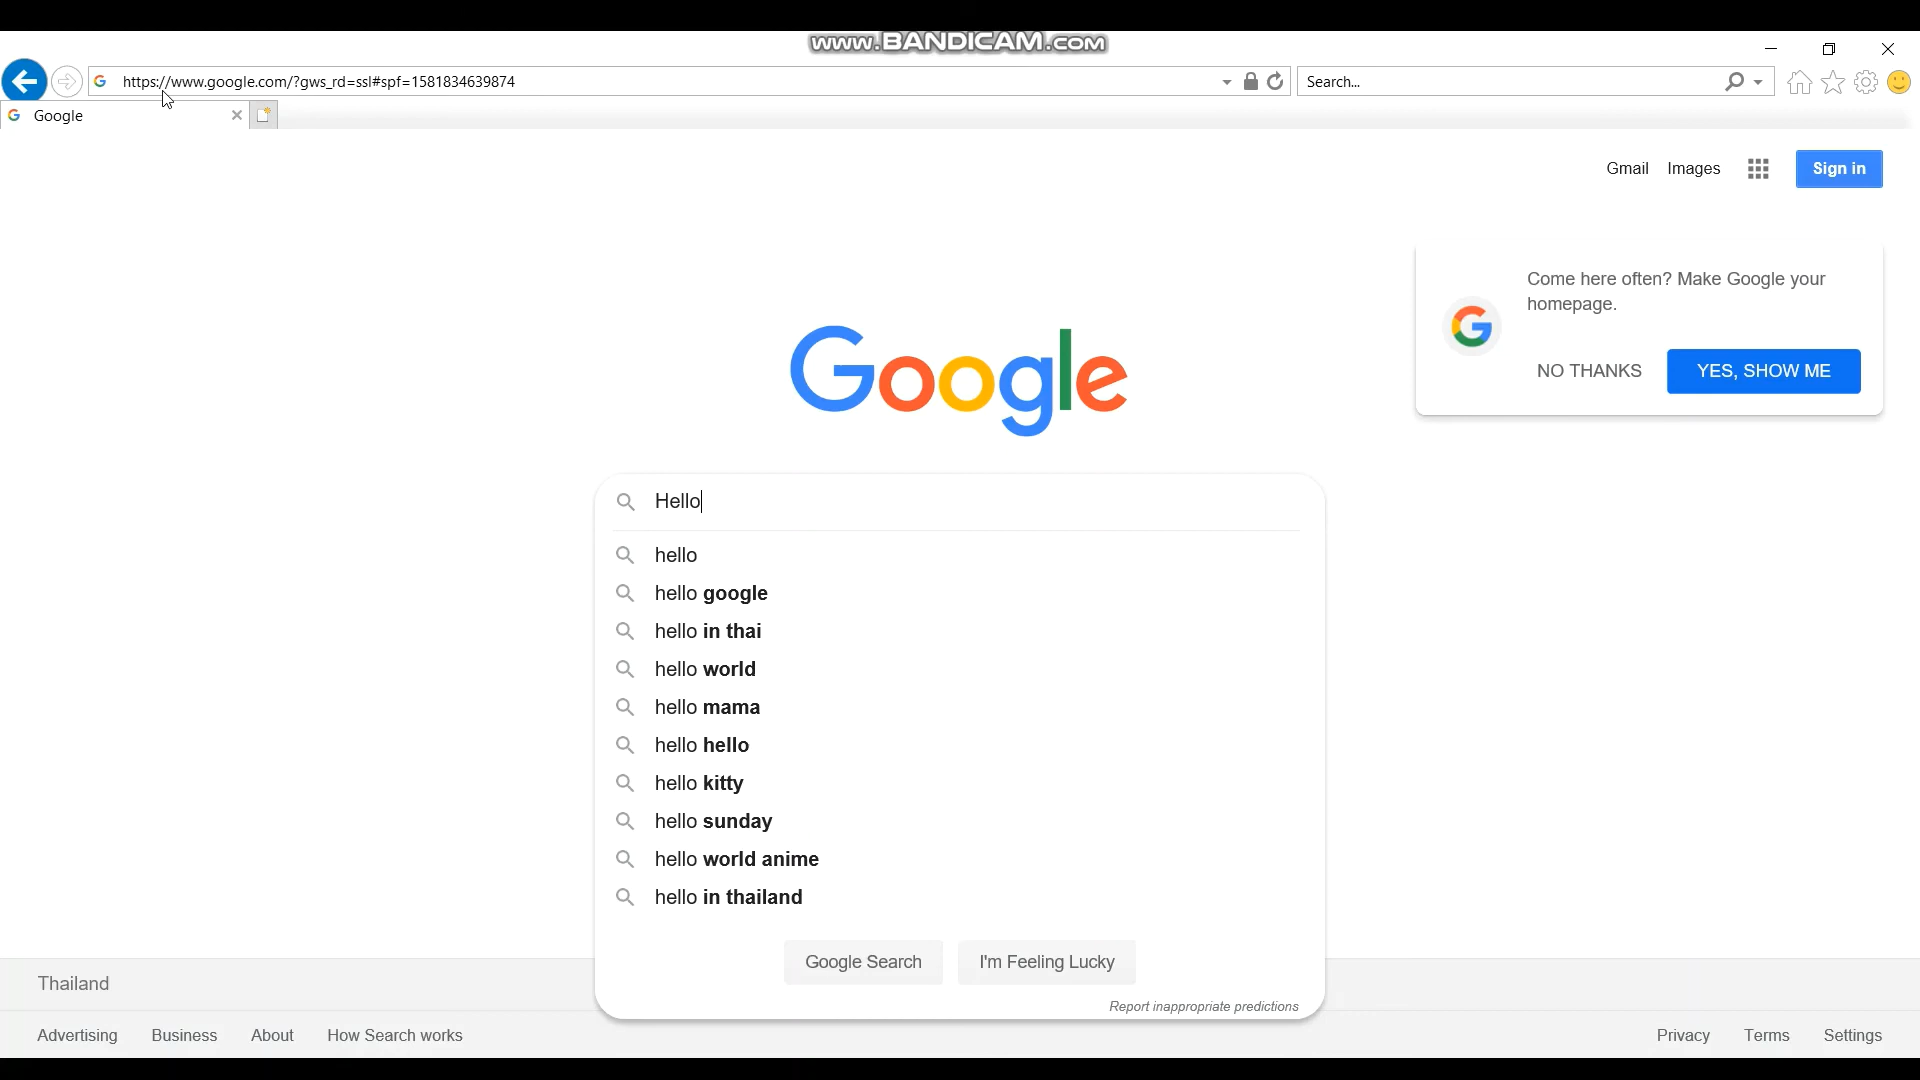 www.BANDICAM.com
https://www.google.com/?gws_rd=ssl#spf=1581834639874
Search...
Google
Gmail Images
Sign in
Come here often? Make Google your
homepage.
NO THANKS
YES, SHOW ME
Google
Hello
hello
hello google
hello in thai
hello world
hello mama
hello hello
hello kitty
hello sunday
hello world anime
hello in thailand
Google Search
I'm Feeling Lucky
Report inappropriate predictions
Thailand
Advertising Business About How Search works
Privacy Terms Settings